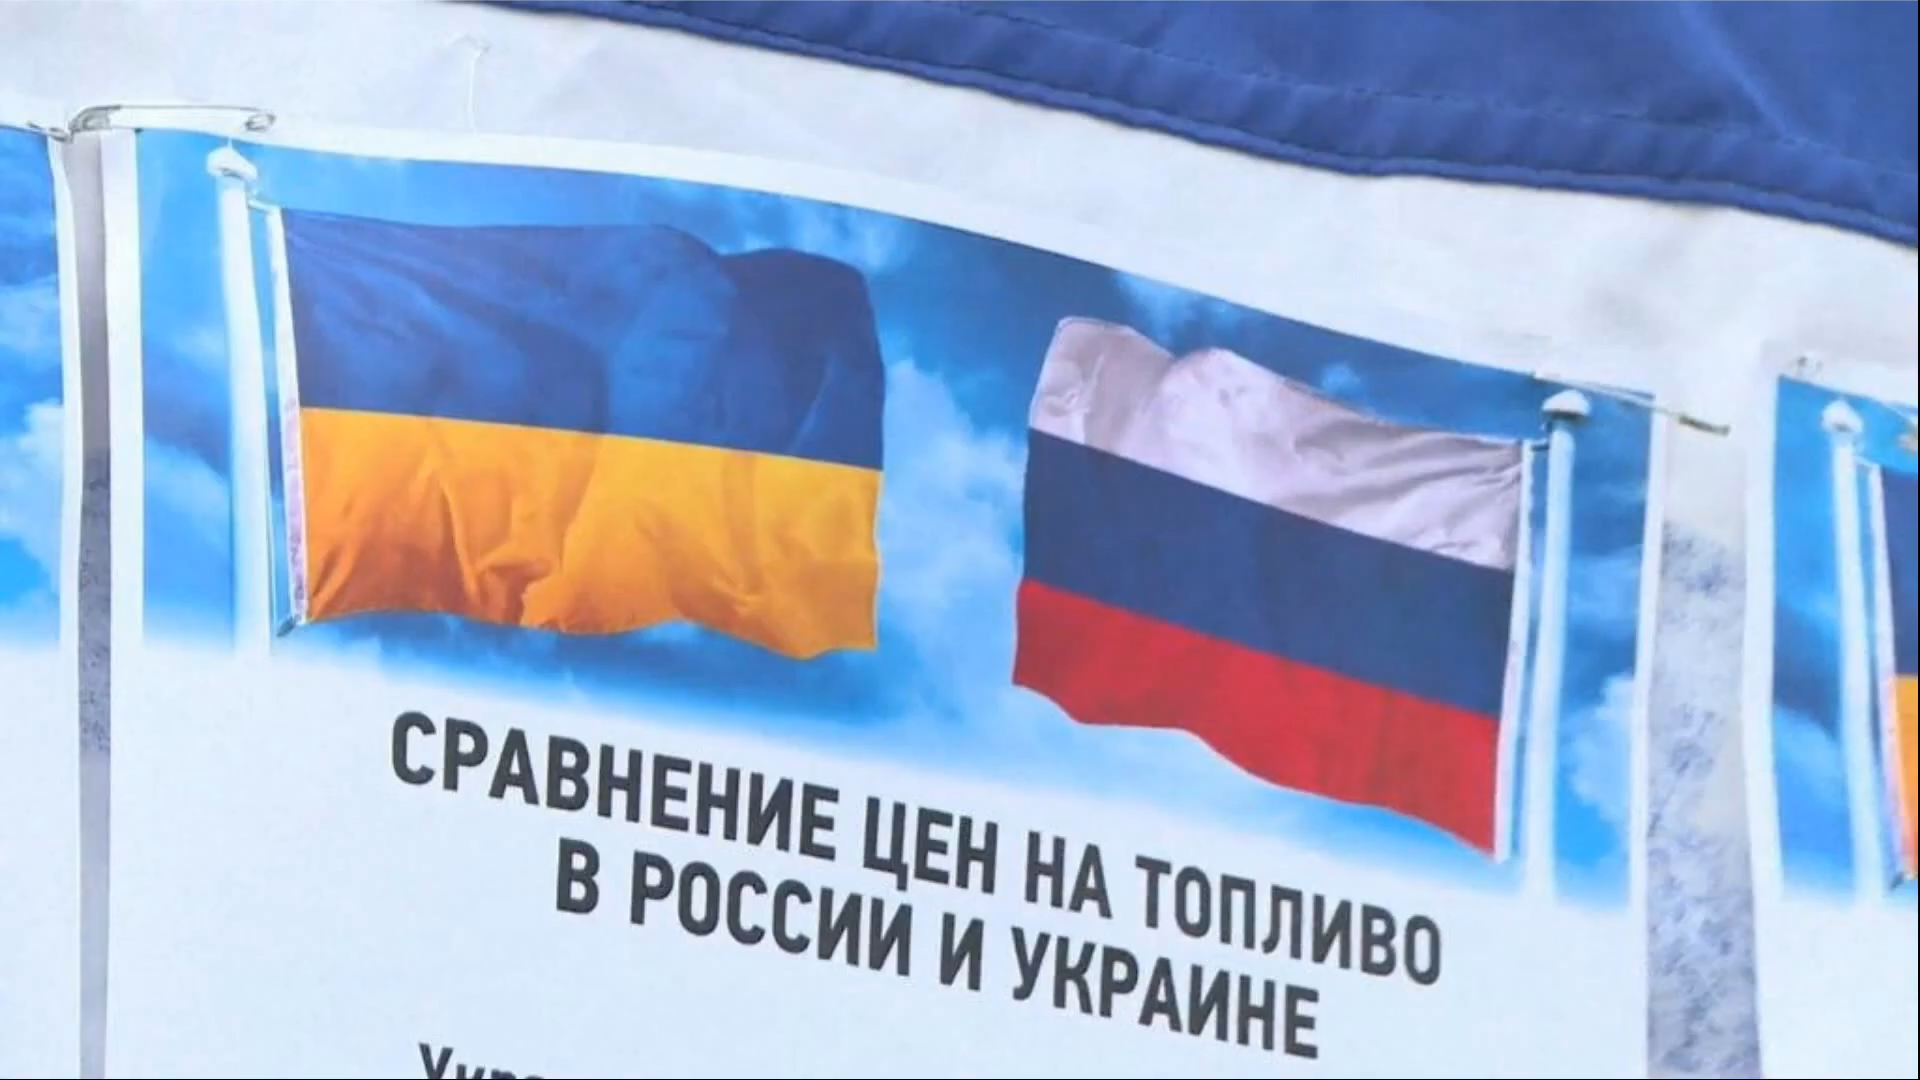 СРАВНЕНИЕ ЦЕН НА ТОПЛИВО
В РОССИИ И УКРАИНЕ